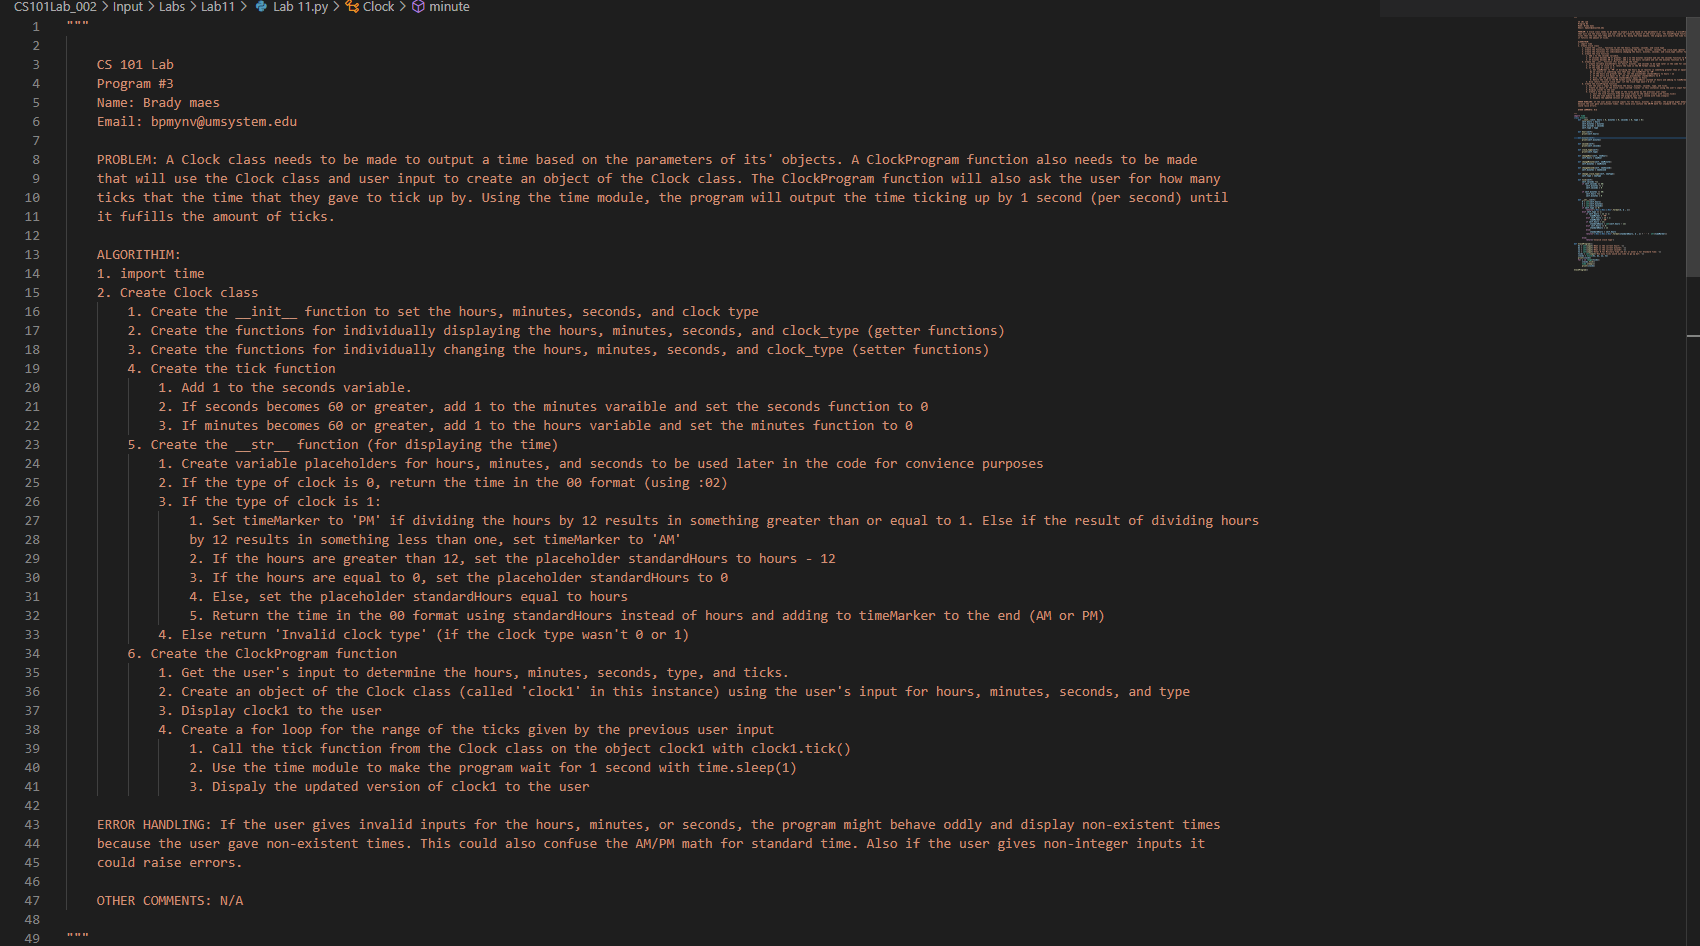 CS101Lab_002 > Input > Labs > Lab11 > Lab 11.py > Clock > minute
1 """
2
3 CS 101 Lab
4 Program #3
5 Name: Brady maes
6 Email: bpmynv@umsystem.edu
7
8 PROBLEM: A Clock class needs to be made to output a time based on the parameters of its' objects. A ClockProgram function also needs to be made
9 that will use the Clock class and user input to create an object of the Clock class. The ClockProgram function will also ask the user for how many
10 ticks that the time that they gave to tick up by. Using the time module, the program will output the time ticking up by 1 second (per second) until
11 it fufills the amount of ticks.
12
13 ALGORITHIM:
14 1. import time
15 2. Create Clock class
16 1. Create the __init__ function to set the hours, minutes, seconds, and clock type
17 2. Create the functions for individually displaying the hours, minutes, seconds, and clock_type (getter functions)
18 3. Create the functions for individually changing the hours, minutes, seconds, and clock_type (setter functions)
19 4. Create the tick function
20 1. Add 1 to the seconds variable.
21 2. If seconds becomes 60 or greater, add 1 to the minutes varaible and set the seconds function to 0
22 3. If minutes becomes 60 or greater, add 1 to the hours variable and set the minutes function to 0
23 5. Create the __str__ function (for displaying the time)
24 1. Create variable placeholders for hours, minutes, and seconds to be used later in the code for convience purposes
25 2. If the type of clock is 0, return the time in the 00 format (using :02)
26 3. If the type of clock is 1:
27 1. Set timeMarker to 'PM' if dividing the hours by 12 results in something greater than or equal to 1. Else if the result of dividing hours
28 by 12 results in something less than one, set timeMarker to 'AM'
29 2. If the hours are greater than 12, set the placeholder standardHours to hours - 12
30 3. If the hours are equal to 0, set the placeholder standardHours to 0
31 4. Else, set the placeholder standardHours equal to hours
32 5. Return the time in the 00 format using standardHours instead of hours and adding to timeMarker to the end (AM or PM)
33 4. Else return 'Invalid clock type' (if the clock type wasn't 0 or 1)
34 6. Create the ClockProgram function
35 1. Get the user's input to determine the hours, minutes, seconds, type, and ticks.
36 2. Create an object of the Clock class (called 'clock1' in this instance) using the user's input for hours, minutes, seconds, and type
37 3. Display clock1 to the user
38 4. Create a for loop for the range of the ticks given by the previous user input
39 1. Call the tick function from the Clock class on the object clock1 with clock1.tick()
40 2. Use the time module to make the program wait for 1 second with time.sleep(1)
41 3. Dispaly the updated version of clock1 to the user
42
43 ERROR HANDLING: If the user gives invalid inputs for the hours, minutes, or seconds, the program might behave oddly and display non-existent times
44 because the user gave non-existent times. This could also confuse the AM/PM math for standard time. Also if the user gives non-integer inputs it
45 could raise errors.
46
47 OTHER COMMENTS: N/A
48
49 """